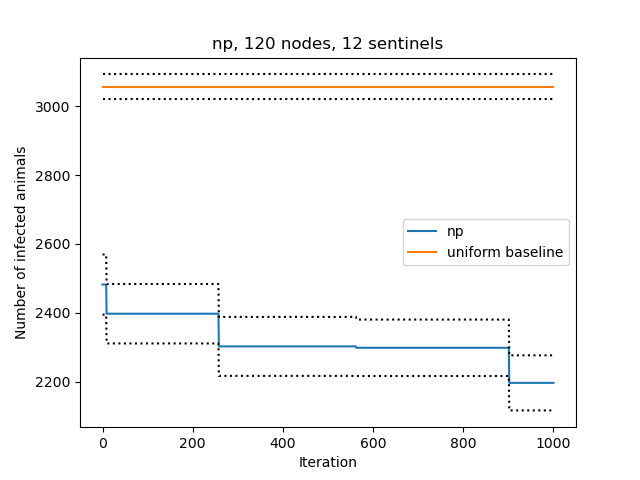 np, 120 nodes, 12 sentinels
Number of infected animals
3000
2800
2600
2400
2200
np
uniform baseline
0 200 400 600 800 1000
Iteration